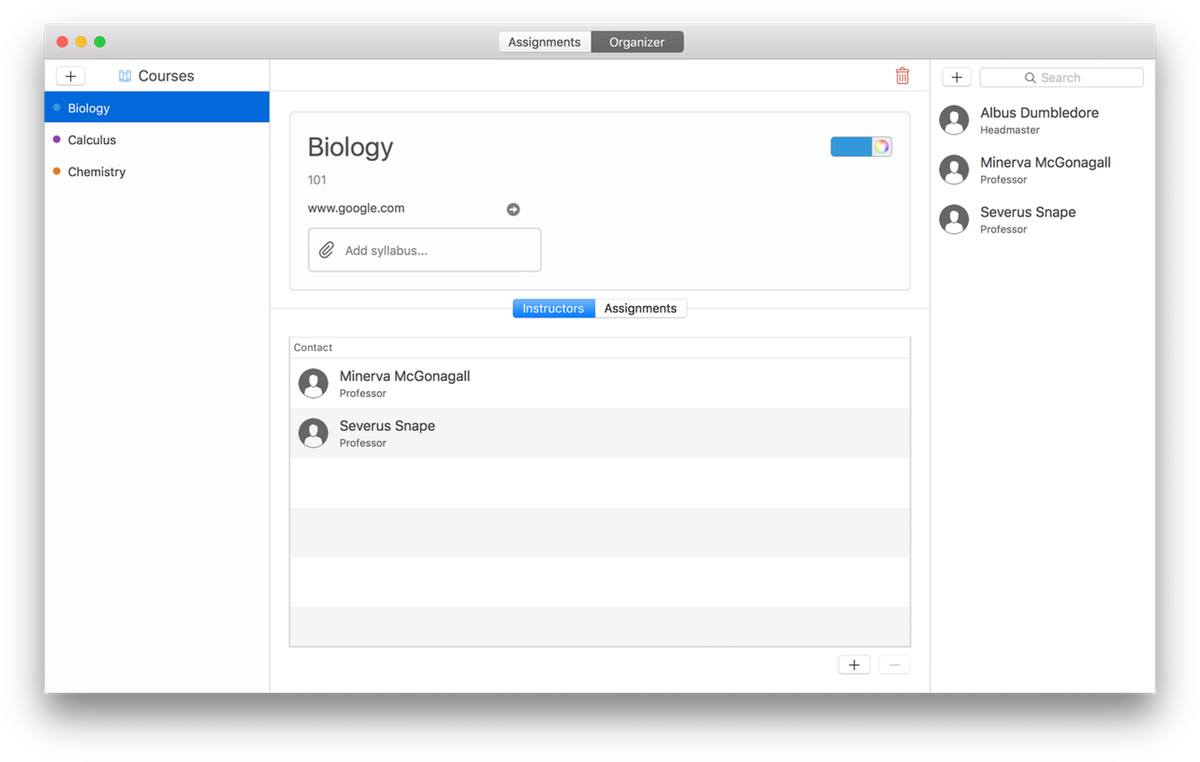 Assignments
Organizer
+
Courses
Biology
Calculus
Chemistry
Biology
101
www.google.com
Add syllabus...
Instructors
Assignments
Contact
Minerva McGonagall
Professor
Severus Snape
Professor
+
−
+
Search
Albus Dumbledore
Headmaster
Minerva McGonagall
Professor
Severus Snape
Professor